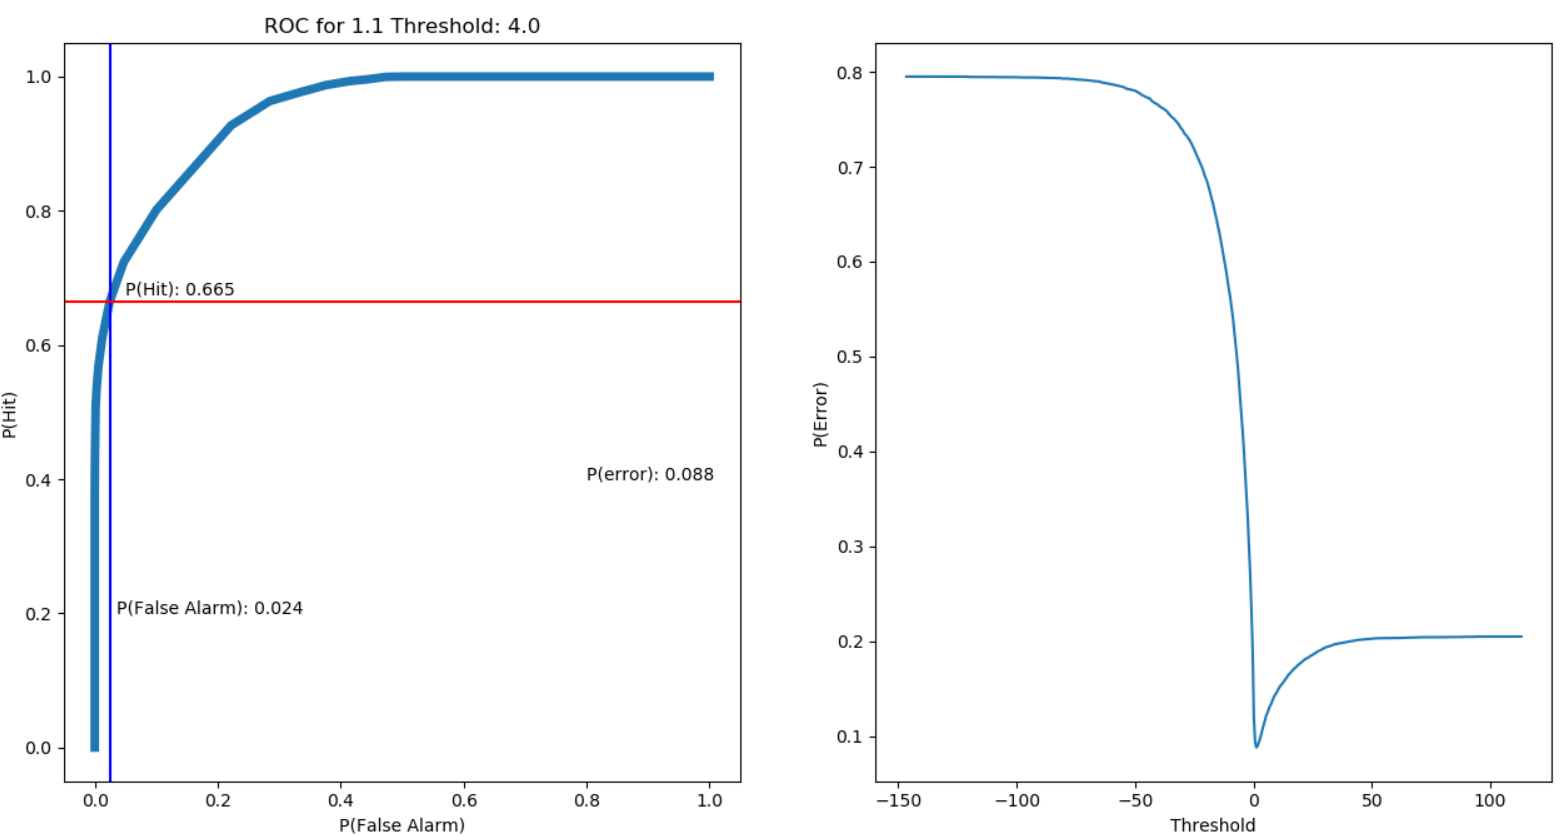 ROC for 1.1 Threshold: 4.0
P(Hit)
1.0
0.8
0.6
0.4
0.2
0.0
P(Hit): 0.665
P(error): 0.088
P(False Alarm): 0.024
0.0 0.2 0.4 0.6 0.8 1.0
P(False Alarm)
P(Error)
0.8
0.7
0.6
0.5
0.4
0.3
0.2
0.1
−150 −100 −50 0 50 100
Threshold